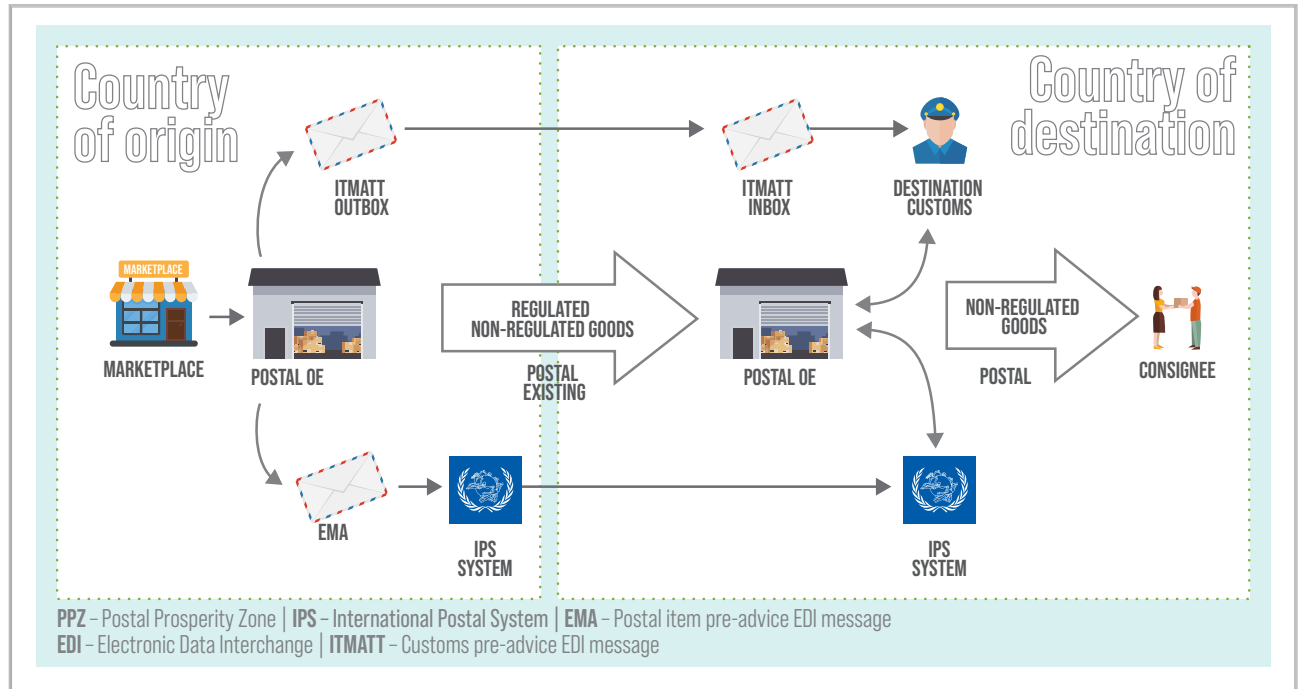 Country
of origin
Country of
destination
ITMATT
OUTBOX
ITMATT
INBOX
DESTINATION
CUSTOMS
MARKETPLACE
MARKETPLACE
POSTAL OE
REGULATED
NON-REGULATED GOODS
POSTAL
EXISTING
POSTAL OE
NON-REGULATED
GOODS
POSTAL
CONSIGNEE
EMA
IPS
SYSTEM
IPS
SYSTEM
PPZ – Postal Prosperity Zone | IPS – International Postal System | EMA – Postal item pre-advice EDI message
EDI – Electronic Data Interchange | ITMATT – Customs pre-advice EDI message